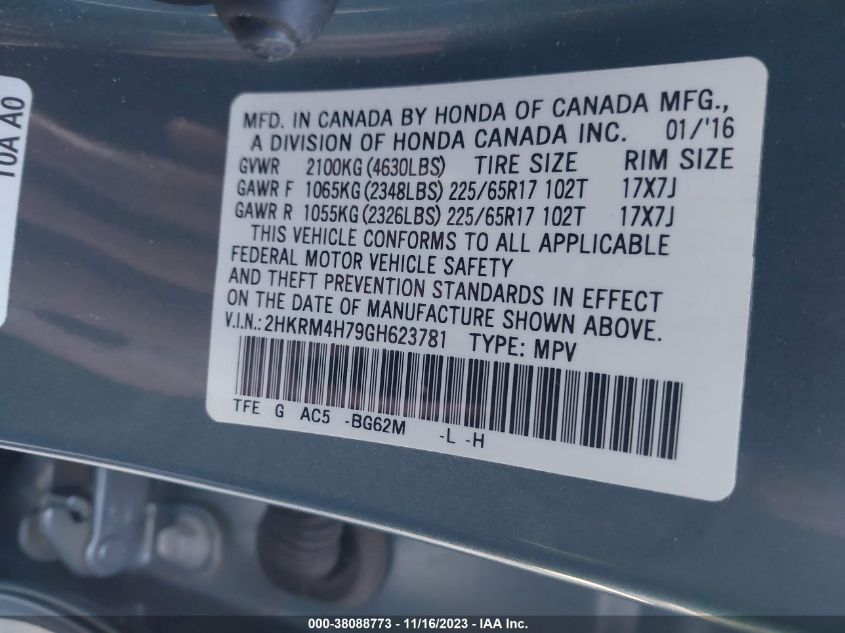 10A A0
MFD. IN CANADA BY HONDA OF CANADA MFG.,
A DIVISION OF HONDA CANADA INC. 01/'16
GVWR 2100KG (4630LBS) TIRE SIZE RIM SIZE
GAWR F 1065KG (2348LBS) 225/65R17 102T 17X7J
GAWR R 1055KG (2326LBS) 225/65R17 102T 17X7J
THIS VEHICLE CONFORMS TO ALL APPLICABLE
FEDERAL MOTOR VEHICLE SAFETY
AND THEFT PREVENTION STANDARDS IN EFFECT
ON THE DATE OF MANUFACTURE SHOWN ABOVE.
V.I.N.: 2HKRM4H79GH623781 TYPE: MPV
TFE G AC5 -BG62M -L -H
000-38088773 - 11/16/2023 - IAA Inc.